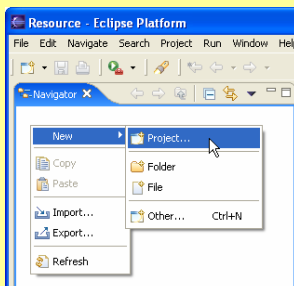 Resource - Eclipse Platform
File Edit Navigate Search Project Run Window Hel
Navigator
New
Project...
Copy
Folder
Paste
File
Import...
Other... Ctrl+N
Export...
Refresh